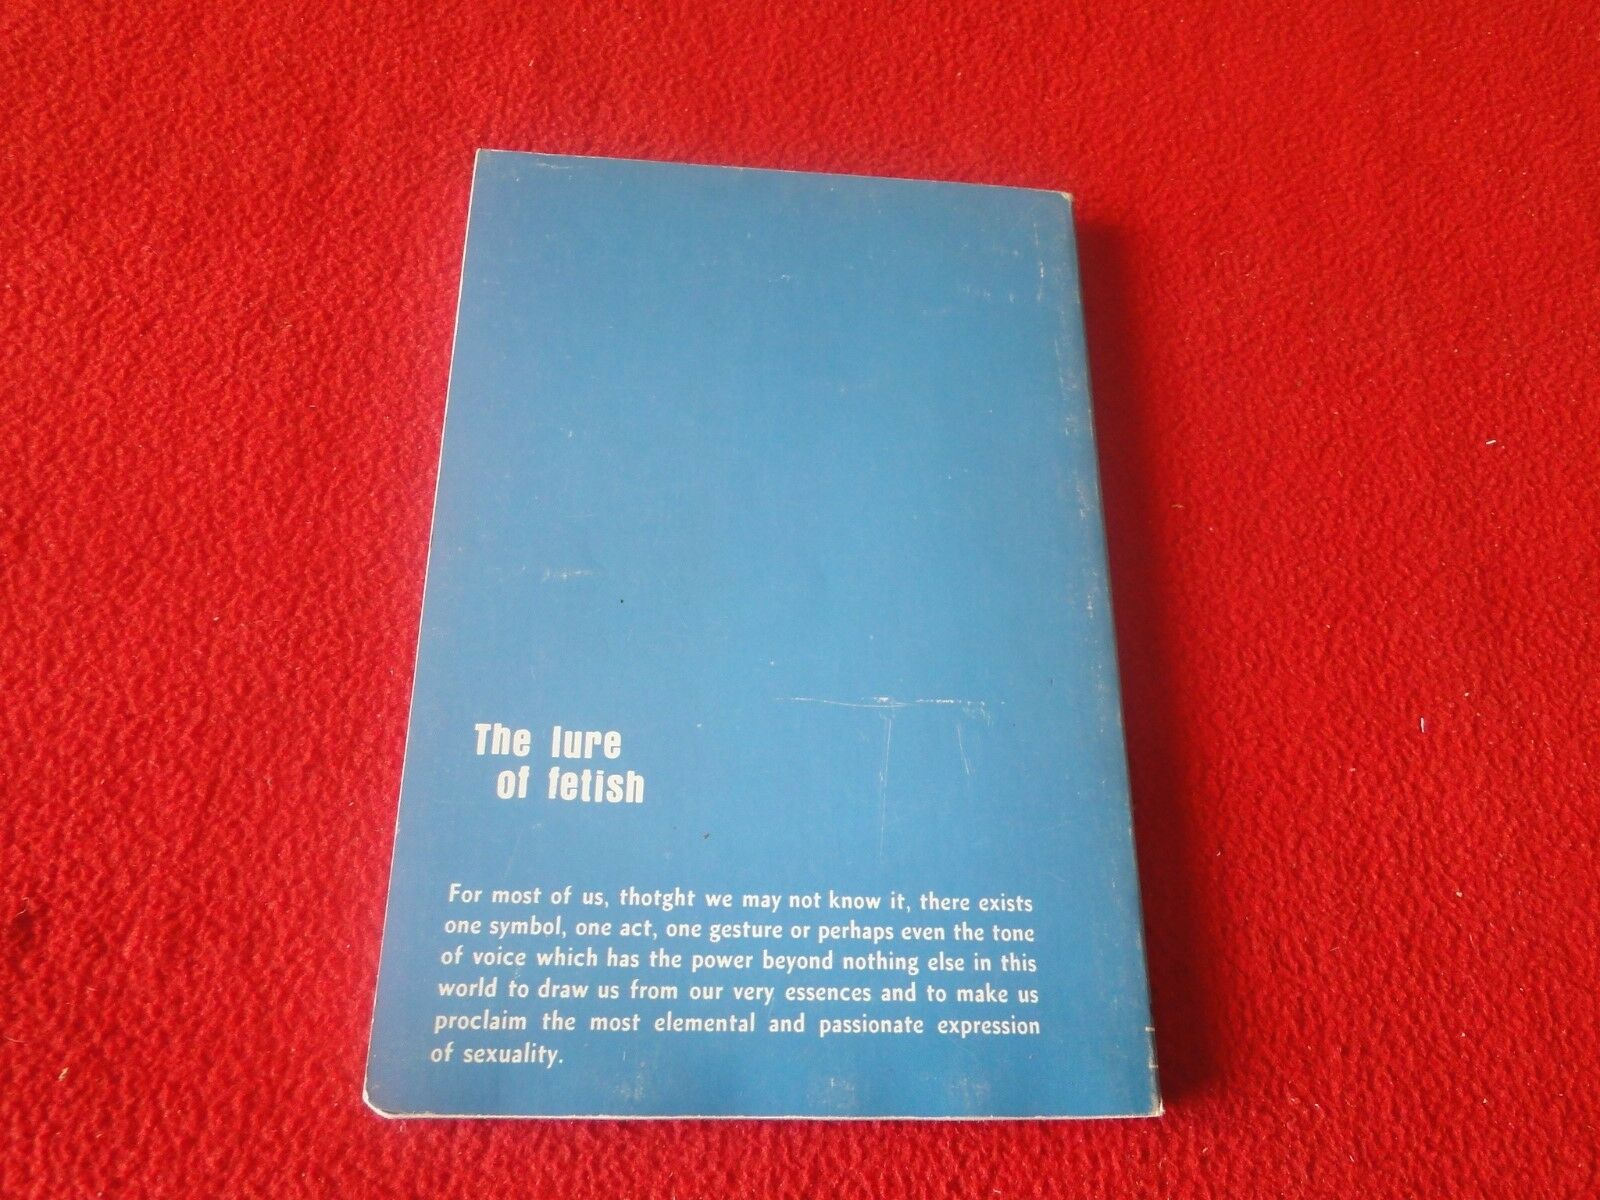 The lure
of fetish
For most of us, thotght we may not know it, there exists
one symbol, one act, one gesture or perhaps even the tone
of voice which has the power beyond nothing else in this
world to draw us from our very essences and to make us
proclaim the most elemental and passionate expression
of sexuality.